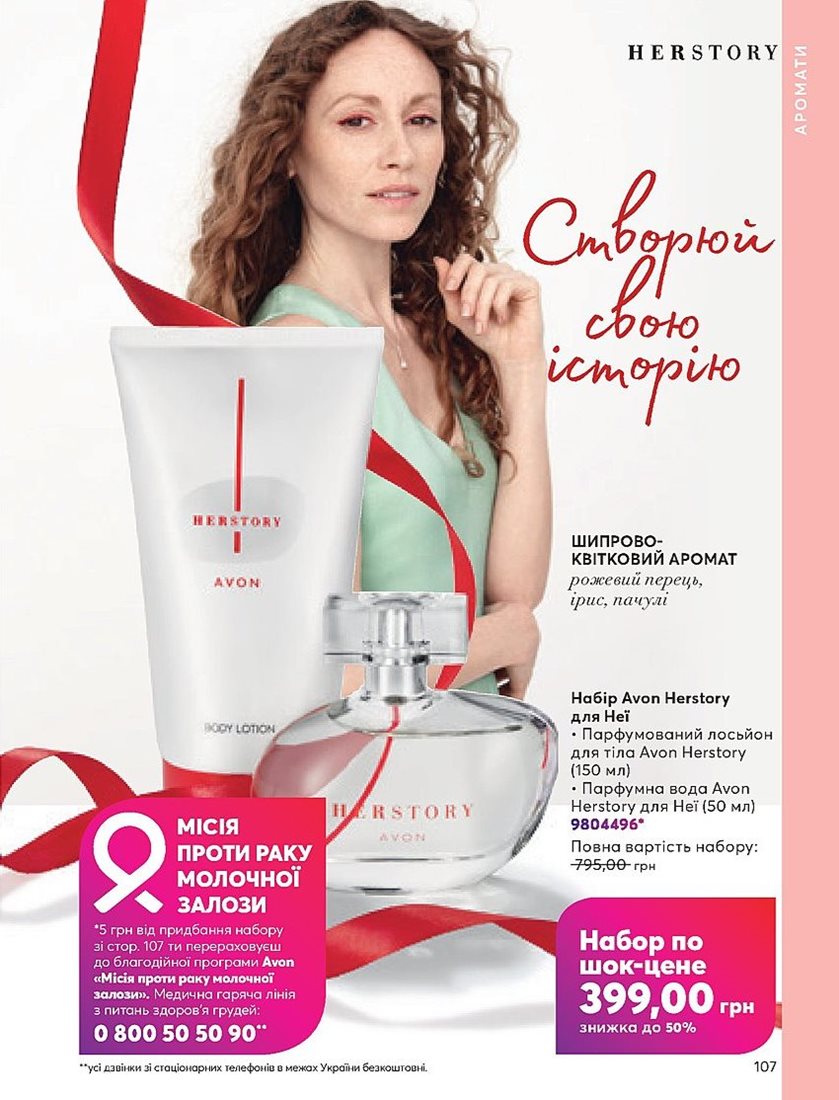 HERSTORY
АРОМАТИ
Створюй
свою
історію
HERSTORY
AVON
BODY LOTION
ШИПРОВО-
КВІТКОВИЙ АРОМАТ
рожевий перець,
ірис, пачулі
Набір Avon Herstory
для Неї
• Парфумований лосьйон
для тіла Avon Herstory
(150 мл)
• Парфумна вода Avon
Herstory для Неї (50 мл)
9804496*
Повна вартість набору:
795,00 грн
HERSTORY
AVON
МІСІЯ
ПРОТИ РАКУ
МОЛОЧНОЇ
ЗАЛОЗИ
*5 грн від придбання набору
зі стор. 107 ти перераховуєш
до благодійної програми Avon
«Місія проти раку молочної
залози». Медична гаряча лінія
з питань здоров'я грудей:
0 800 50 50 90**
Набор по
шок-цене
399,00 грн
знижка до 50%
**усі дзвінки зі стаціонарних телефонів в межах України безкоштовні.
107